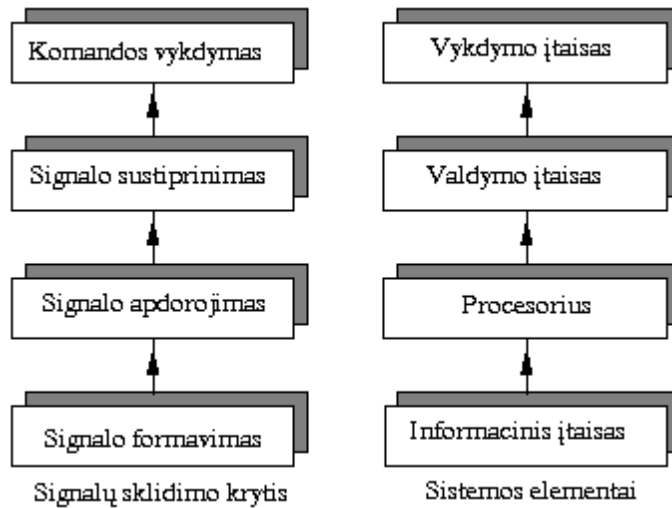 Komandos vykdymas
Signalo sustiprinimas
Signalo apdorojimas
Signalo formavimas
Signalų sklidimo krytis
Vykdymo įtaisas
Valdymo įtaisas
Procesorius
Informacinis įtaisas
Sistemos elementai